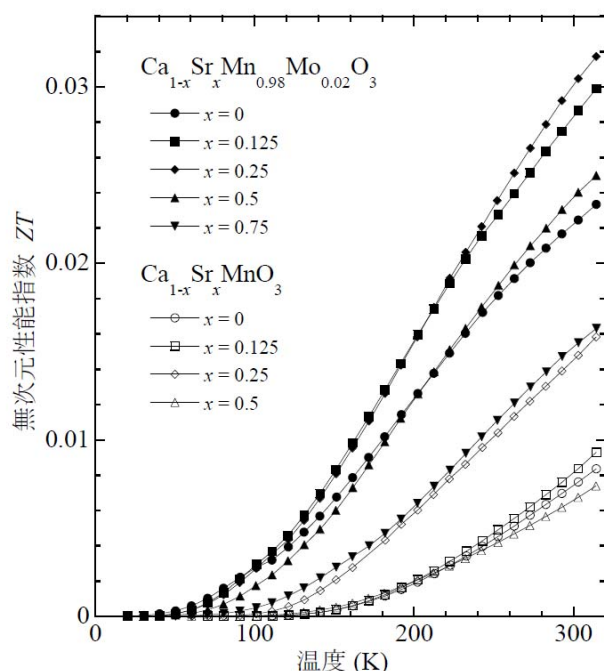 Ca1-xSrxMn0.98Mo0.02O3
x = 0
x = 0.125
x = 0.25
x = 0.5
x = 0.75
Ca1-xSrxMnO3
x = 0
x = 0.125
x = 0.25
x = 0.5
無次元性能指数 ZT
0.03
0.02
0.01
0
0 100 200 300
温度 (K)